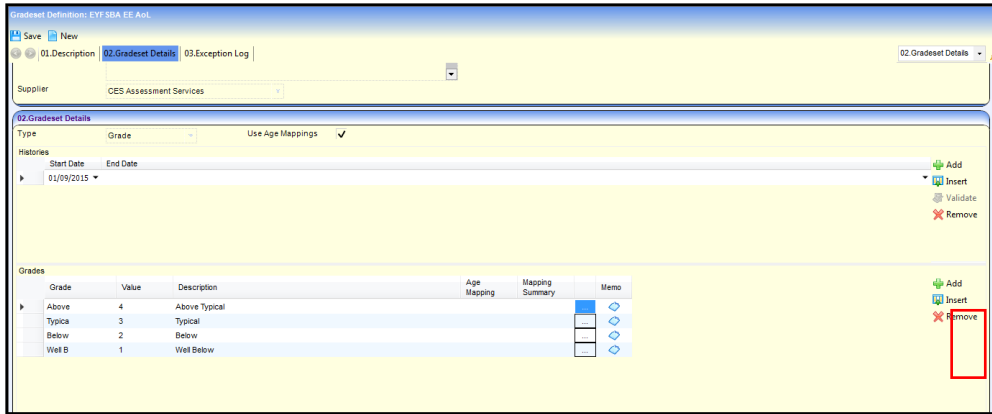 Gradeset Definition: EYFSBA EE AoL
Save New
01.Description 02.Gradeset Details 03.Exception Log 02.Gradeset Details
Supplier CES Assessment Services
02.Gradeset Details
Type Grade Use Age Mappings
Histories
Start Date End Date
01/09/2015
Add
Insert
Validate
Remove
Grades
Grade Value Description Age Mapping Mapping Summary Memo
Above 4 Above Typical ...
Typica 3 Typical ...
Below 2 Below ...
Well B 1 Well Below ...
Add
Insert
Remove